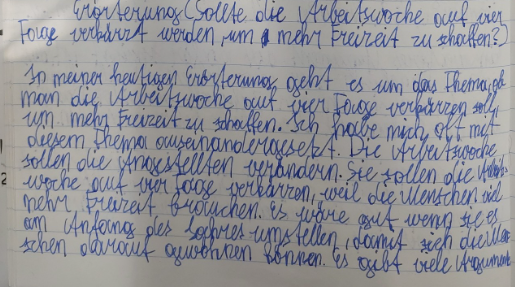 Erörterung (Sollte die Arbeitswoche auf vier
Tage verkürzt werden, um mehr Freizeit zu schaffen?)
In meiner heutigen Erörterung geht es um das Thema, ob
man die Arbeitswoche auf vier Tage verkürzen soll,
um mehr Freizeit zu schaffen. Ich habe mich oft mit
diesem Thema auseinandergesetzt. Die Arbeitswoche
sollen die Angestellten verändern. Sie sollen die Arbeits-
woche auf vier Tage verkürzen, weil die Menschen viel
mehr Freizeit brauchen. Es wäre gut wenn sie es
am Anfang des Jahres umstellen, damit sich die Men-
schen darauf gewöhnen können. Es gibt viele Argumente